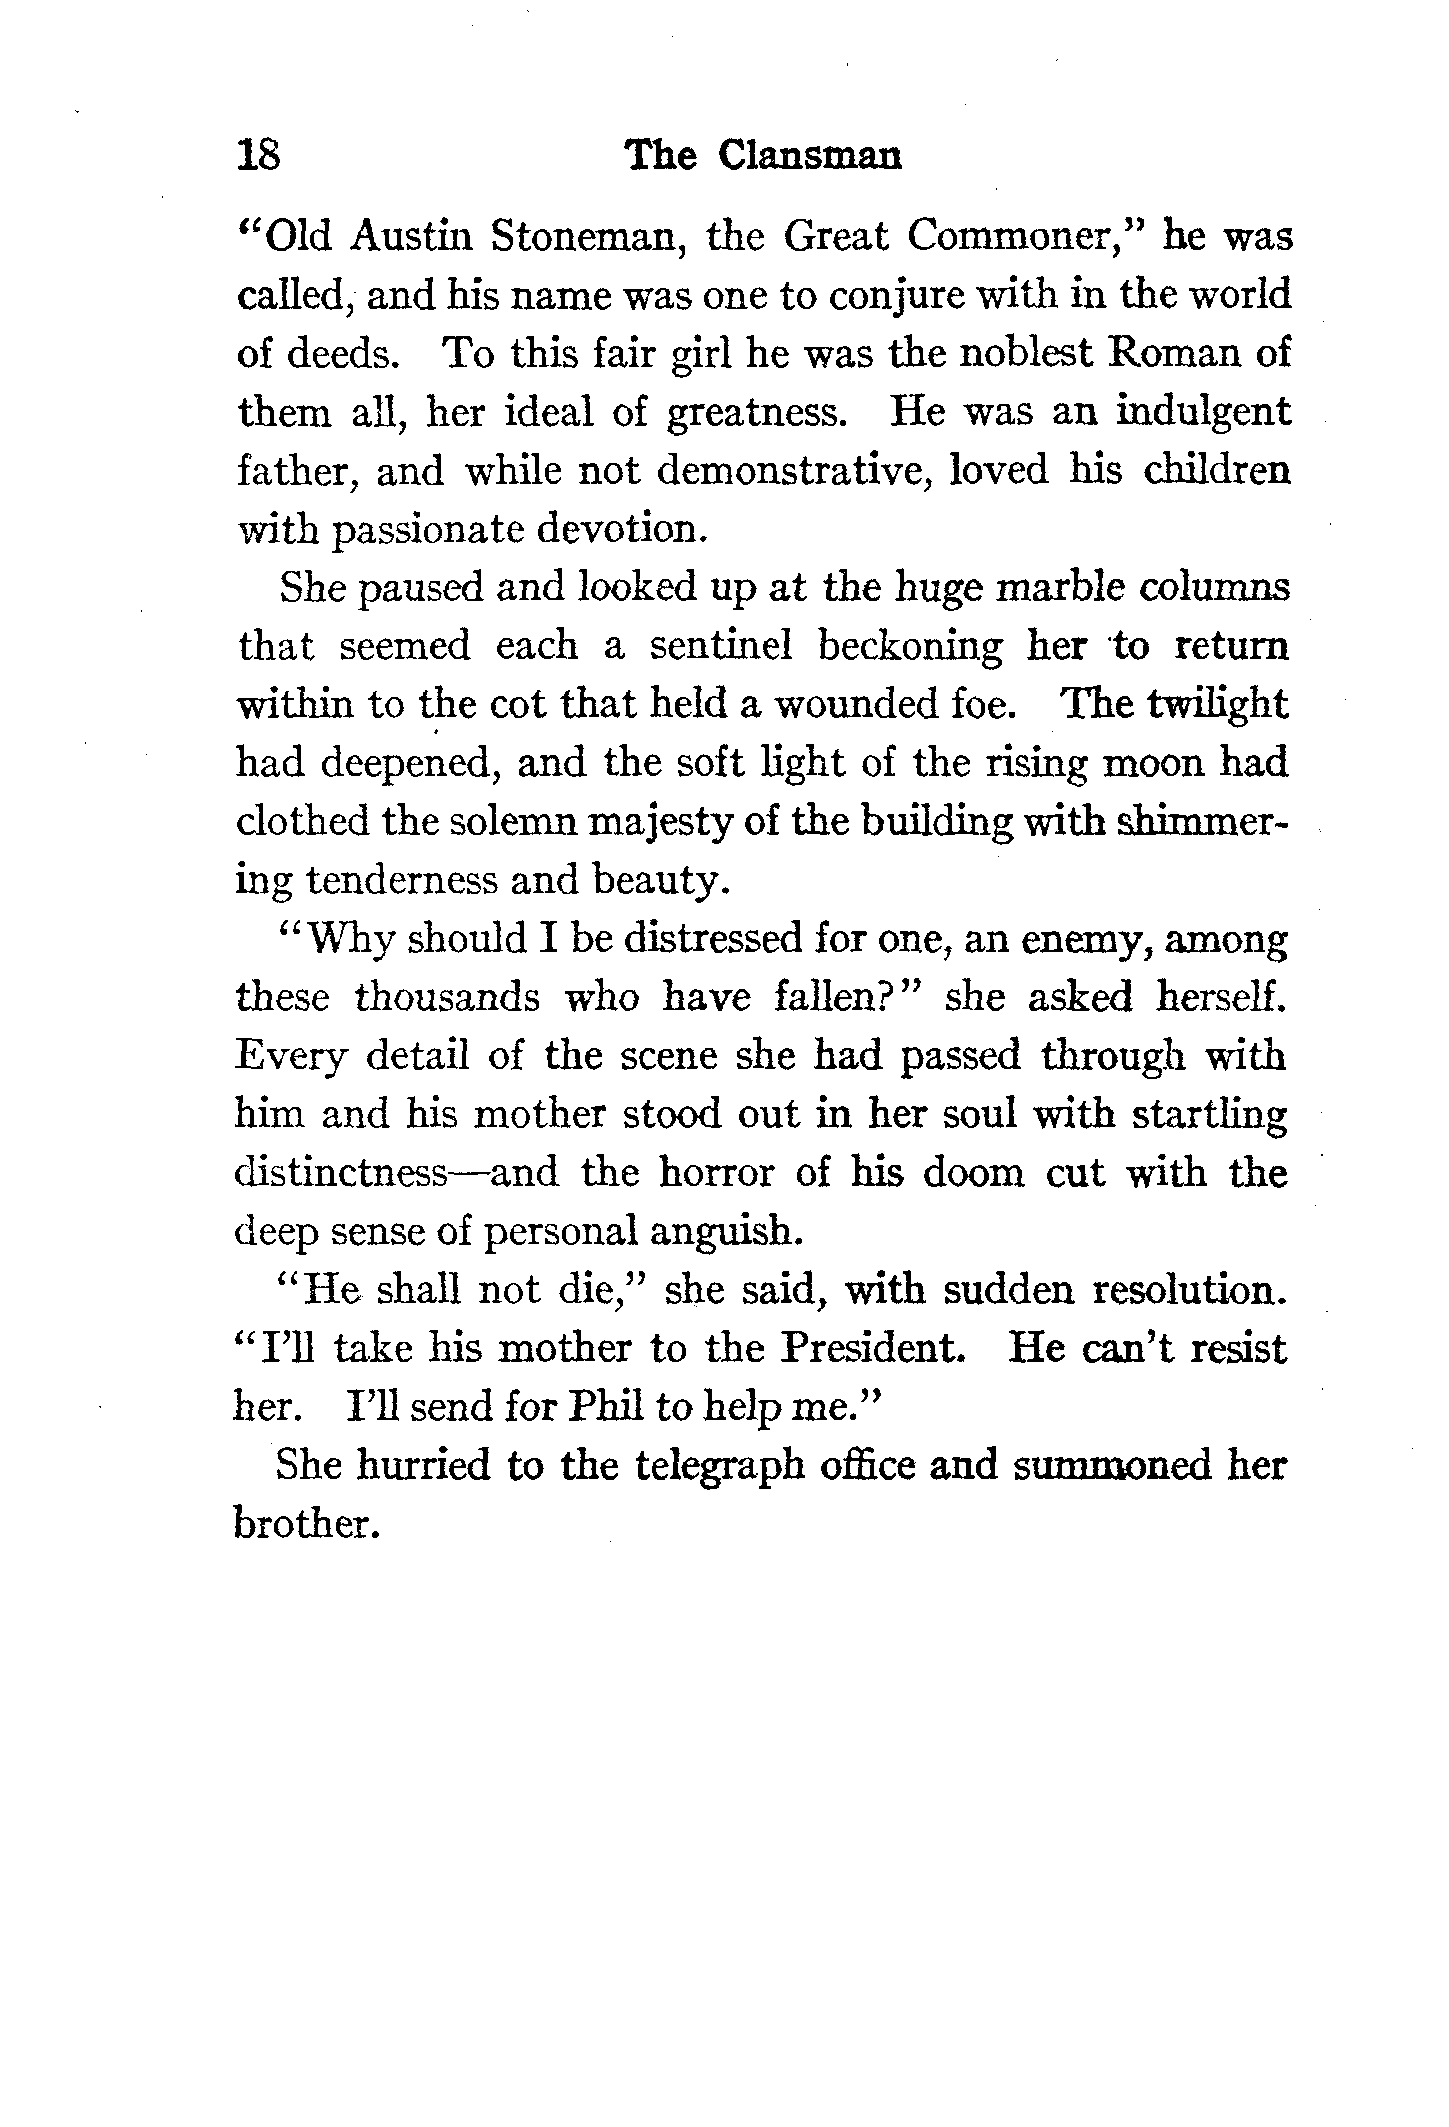 18 The Clansman
“Old Austin Stoneman, the Great Commoner,” he was
called, and his name was one to conjure with in the world
of deeds. To this fair girl he was the noblest Roman of
them all, her ideal of greatness. He was an indulgent
father, and while not demonstrative, loved his children
with passionate devotion.
She paused and looked up at the huge marble columns
that seemed each a sentinel beckoning her to return
within to the cot that held a wounded foe. The twilight
had deepened, and the soft light of the rising moon had
clothed the solemn majesty of the building with shimmer-
ing tenderness and beauty.
“Why should I be distressed for one, an enemy, among
these thousands who have fallen?” she asked herself.
Every detail of the scene she had passed through with
him and his mother stood out in her soul with startling
distinctness—and the horror of his doom cut with the
deep sense of personal anguish.
“He shall not die,” she said, with sudden resolution.
“I’ll take his mother to the President. He can’t resist
her. I’ll send for Phil to help me.”
She hurried to the telegraph office and summoned her
brother.